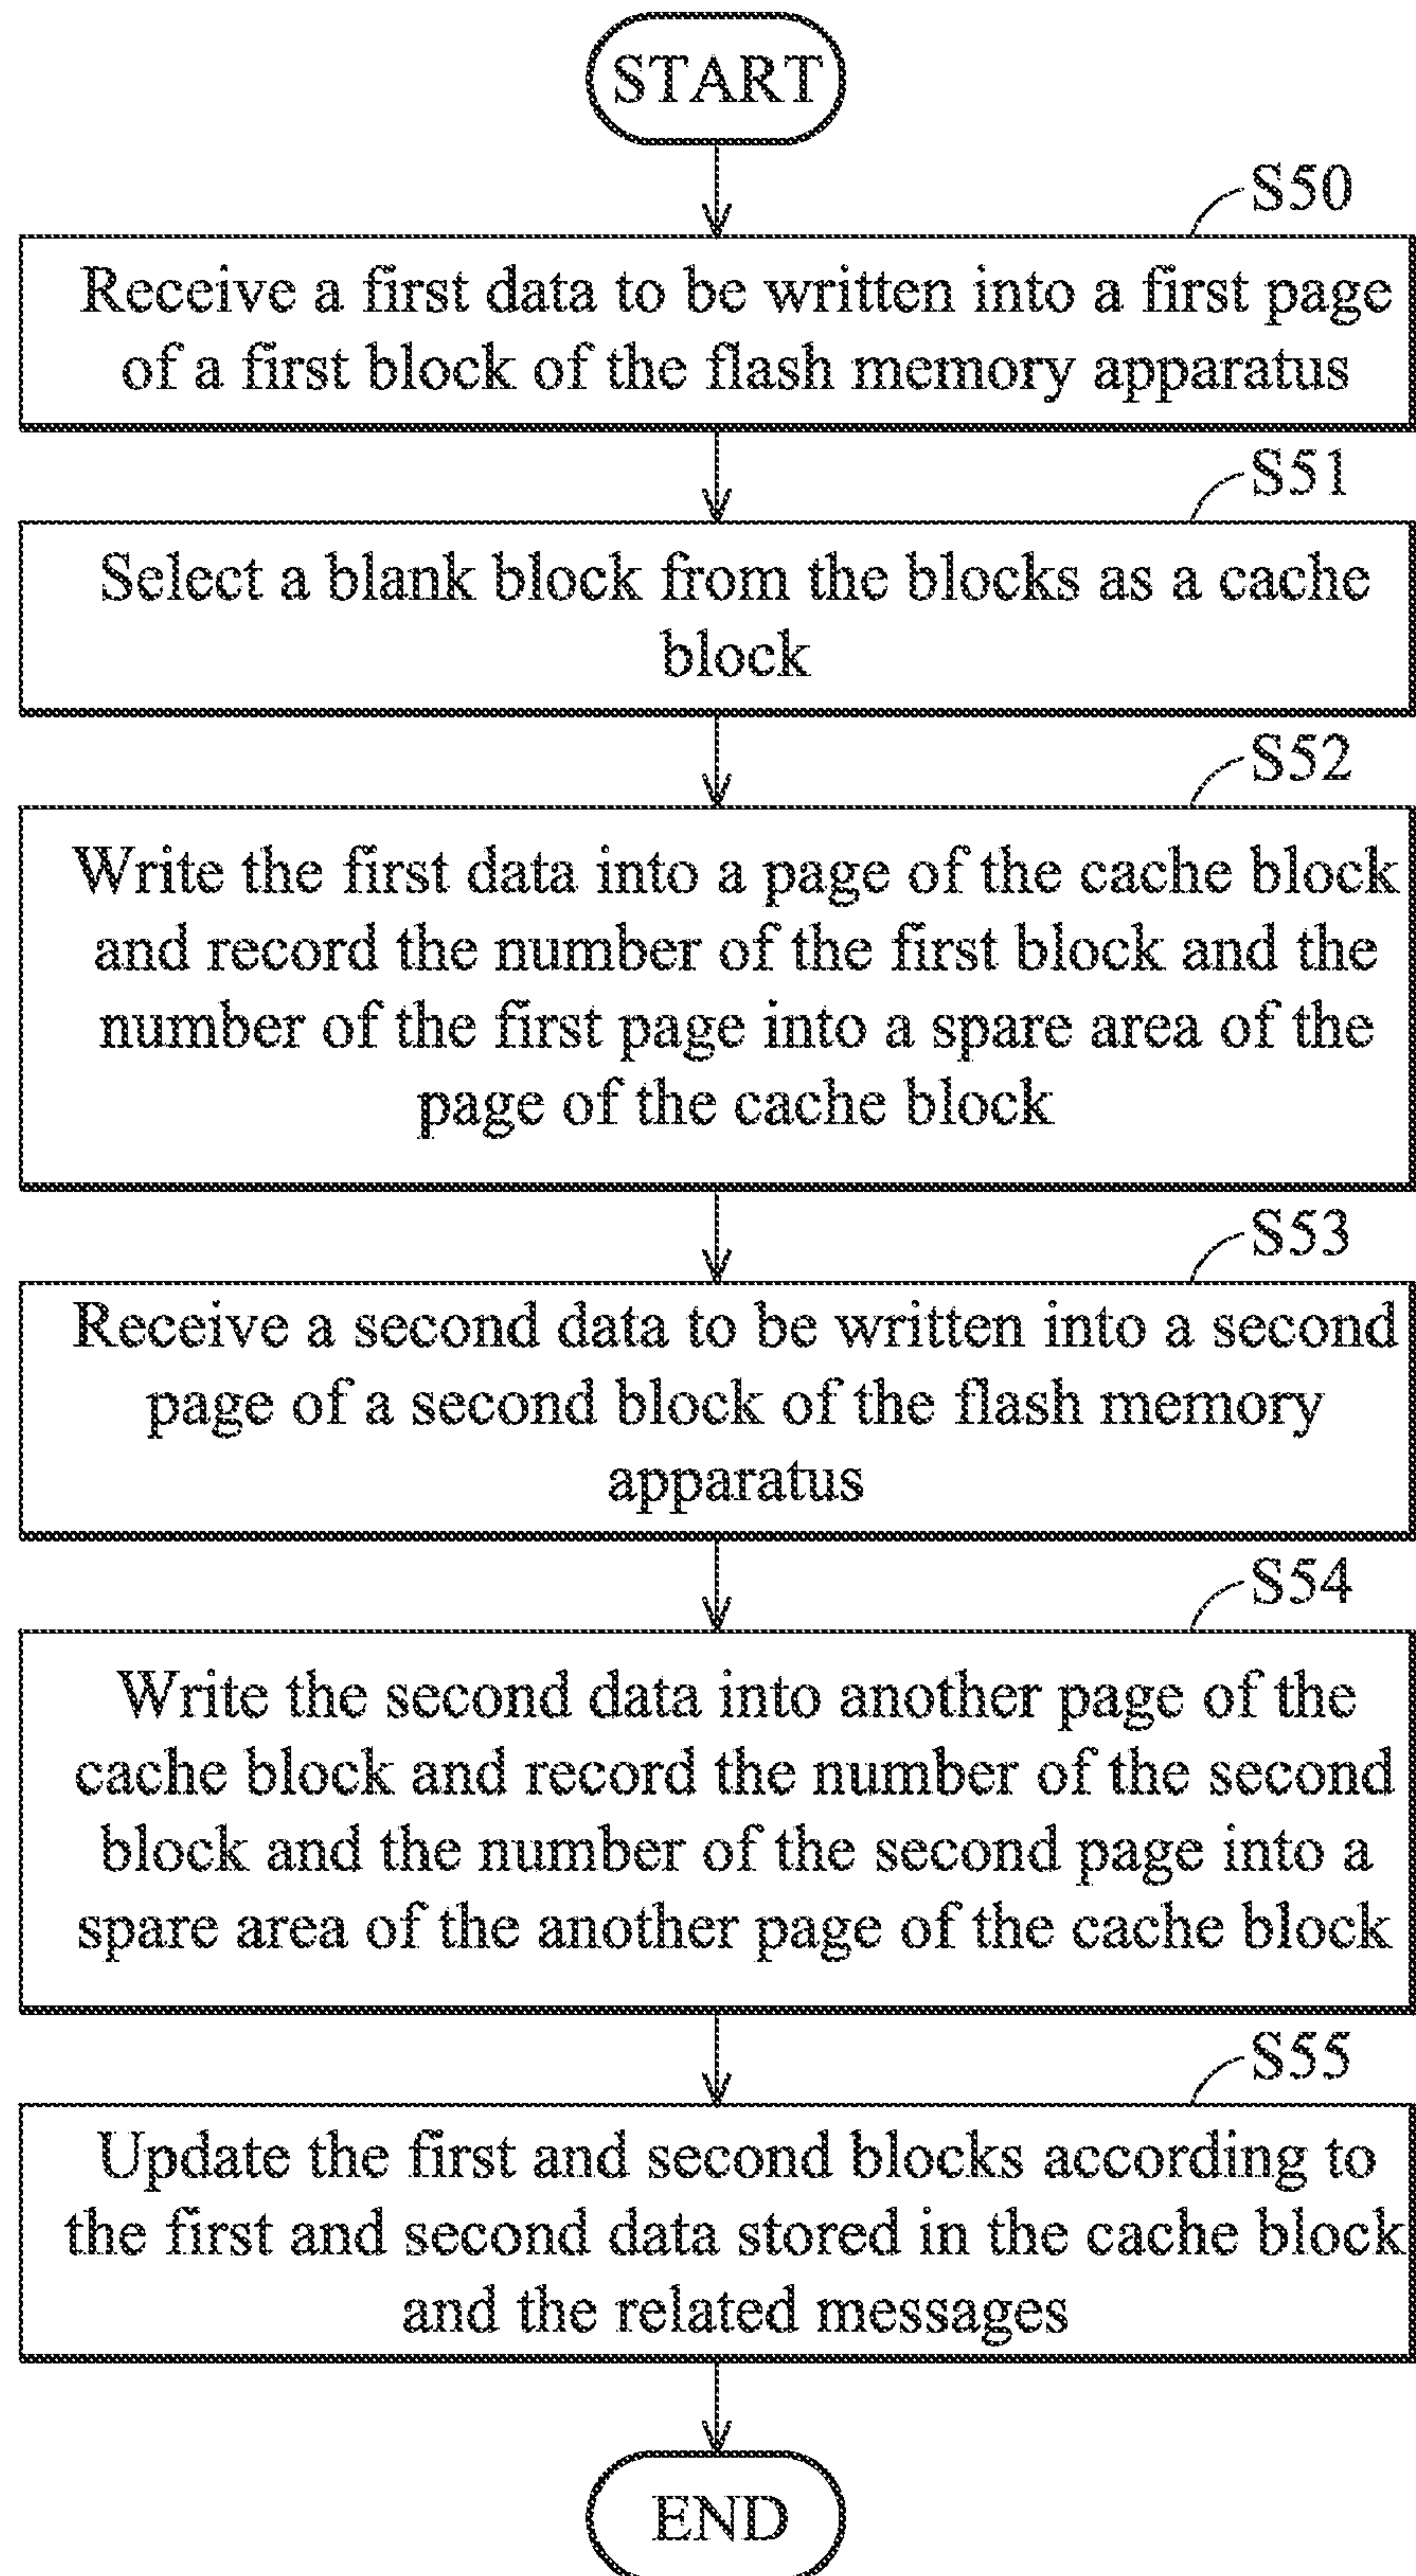 START
S50
Receive a first data to be written into a first page
of a first block of the flash memory apparatus
S51
Select a blank block from the blocks as a cache
block
S52
Write the first data into a page of the cache block
and record the number of the first block and the
number of the first page into a spare area of the
page of the cache block
S53
Receive a second data to be written into a second
page of a second block of the flash memory
apparatus
S54
Write the second data into another page of the
cache block and record the number of the second
block and the number of the second page into a
spare area of the another page of the cache block
S55
Update the first and second blocks according to
the first and second data stored in the cache block
and the related messages
END